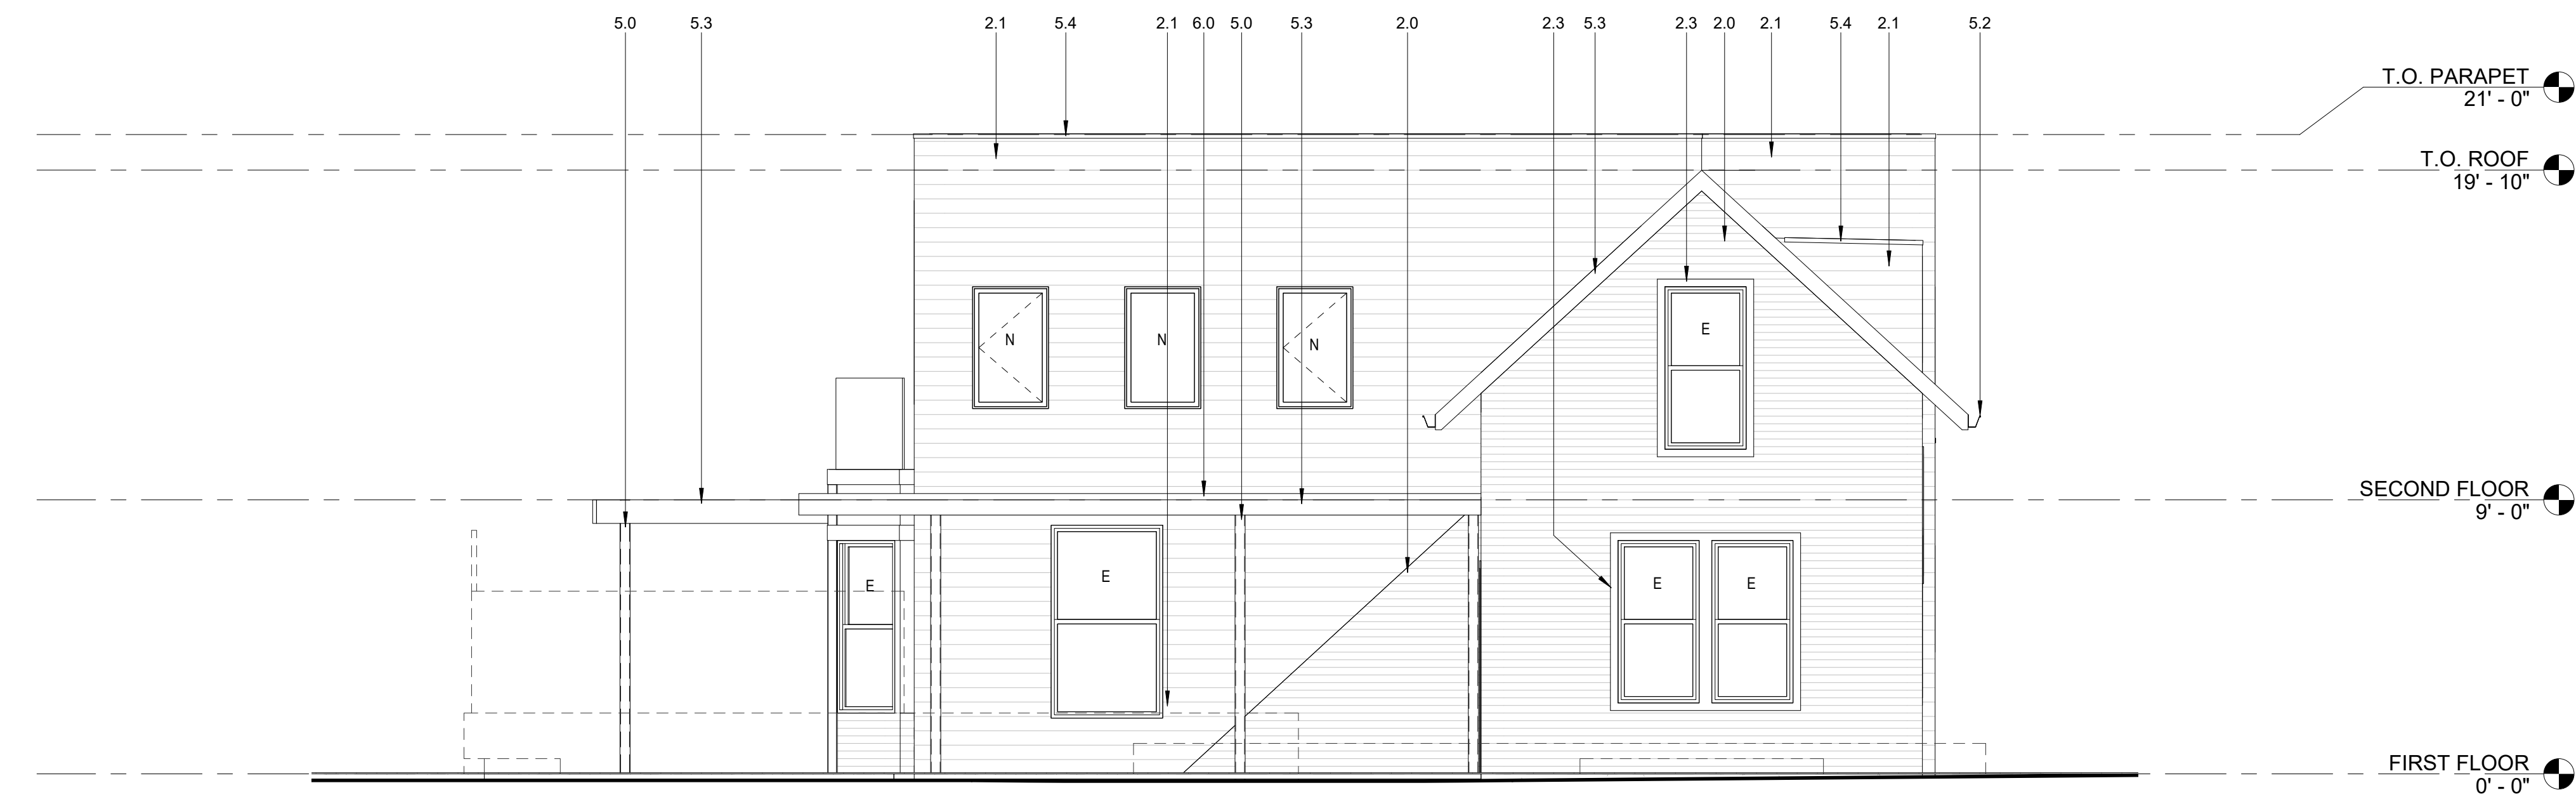 5.0 5.3 2.1 5.4 2.1 6.0 5.0 5.3 2.0 2.3 5.3 2.3 2.0 2.1 5.4 2.1 5.2
T.O. PARAPET
21' - 0"
T.O. ROOF
19' - 10"
E
N N N
SECOND FLOOR
9' - 0"
E E E E
FIRST FLOOR
0' - 0"